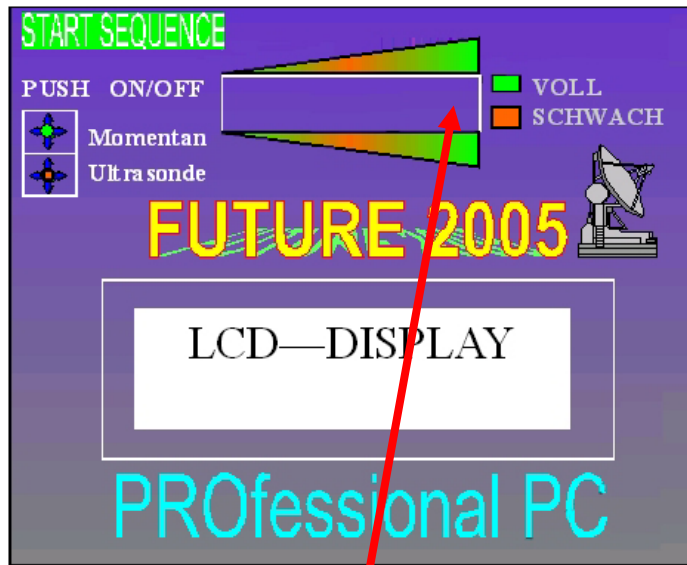 START SEQUENCE
PUSH ON/OFF
VOLL
SCHWACH
Momentan
Ultrasonde
FUTURE 2005
LCD—DISPLAY
PROfessional PC